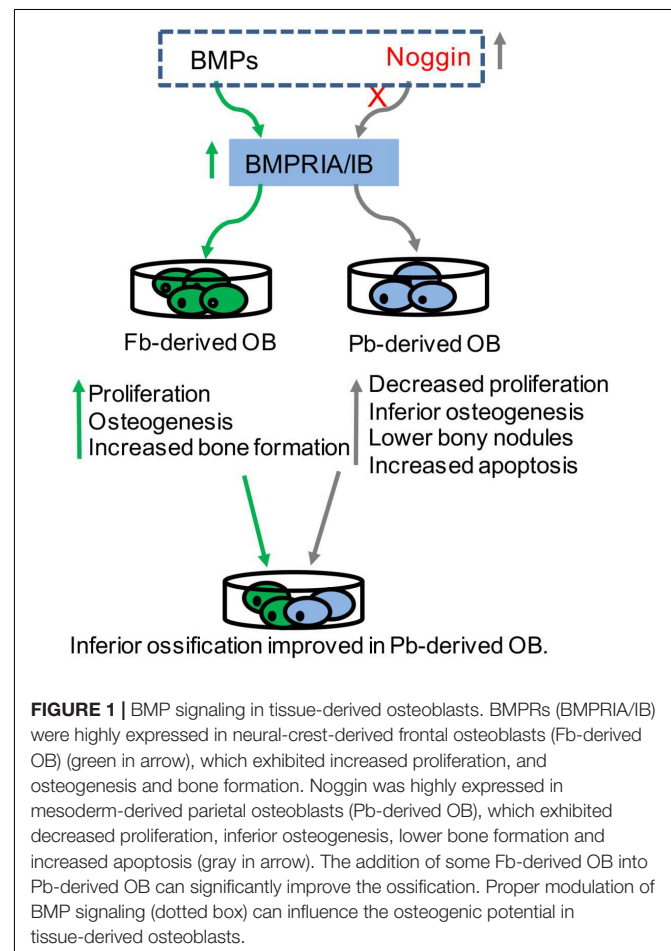 BMPs
Noggin
X
BMPRIA/IB
Fb-derived OB
Pb-derived OB
Proliferation
Osteogenesis
Increased bone formation
Decreased proliferation
Inferior osteogenesis
Lower bony nodules
Increased apoptosis
Inferior ossification improved in Pb-derived OB.
FIGURE 1 | BMP signaling in tissue-derived osteoblasts. BMPRs (BMPRIA/IB)
were highly expressed in neural-crest-derived frontal osteoblasts (Fb-derived
OB) (green in arrow), which exhibited increased proliferation, and
osteogenesis and bone formation. Noggin was highly expressed in
mesoderm-derived parietal osteoblasts (Pb-derived OB), which exhibited
decreased proliferation, inferior osteogenesis, lower bone formation and
increased apoptosis (gray in arrow). The addition of some Fb-derived OB into
Pb-derived OB can significantly improve the ossification. Proper modulation of
BMP signaling (dotted box) can influence the osteogenic potential in
tissue-derived osteoblasts.